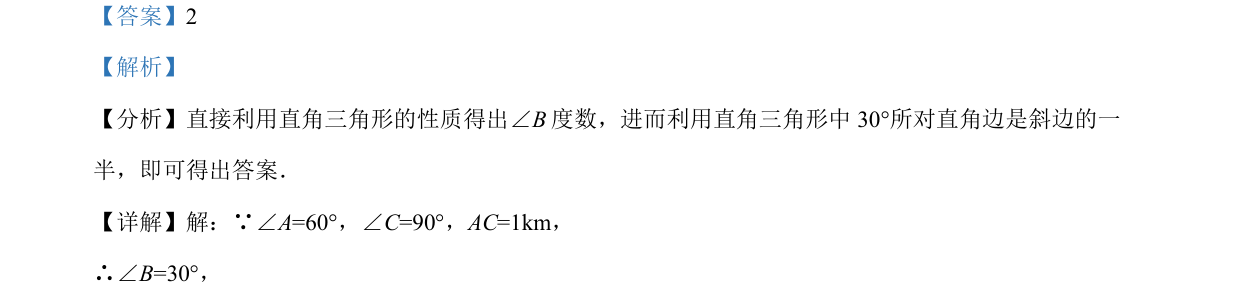 【答案】2
【解析】
【分析】直接利用直角三角形的性质得出∠B度数，进而利用直角三角形中30°所对直角边是斜边的一
半，即可得出答案．
【详解】解：∵∠A=60°，∠C=90°，AC=1km，
∴∠B=30°，